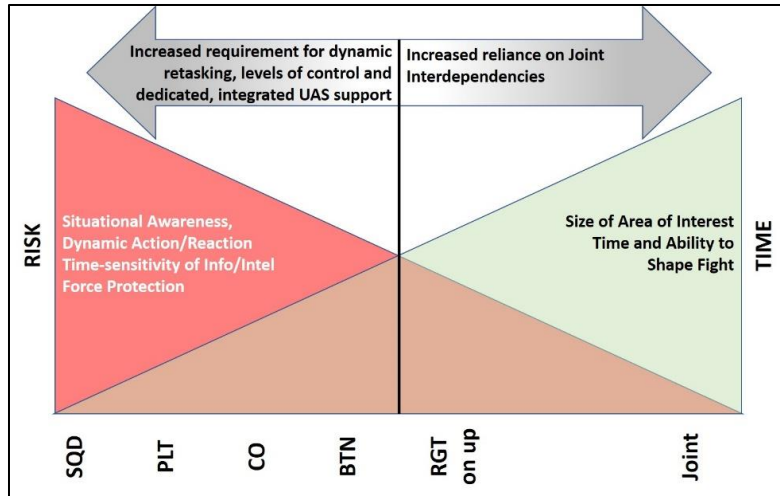 Increased requirement for dynamic
retasking, levels of control and
dedicated, integrated UAS support
Increased reliance on Joint
Interdependencies
RISK
Situational Awareness,
Dynamic Action/Reaction
Time-sensitivity of Info/Intel
Force Protection
Size of Area of Interest
Time and Ability to
Shape Fight
TIME
SQD
PLT
CO
BTN
RGT
on up
Joint